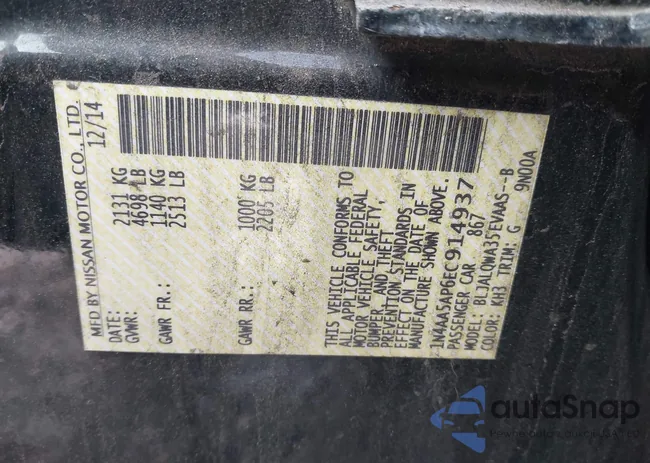 MFD BY NISSAN MOTOR CO., LTD.
DATE: 12/14
GVWR: 2131 KG
4698 LB
GAWR FR.: 1140 KG
2513 LB
GAWR RR.: 1000 KG
2205 LB
THIS VEHICLE CONFORMS TO
ALL APPLICABLE FEDERAL
MOTOR VEHICLE SAFETY,
BUMPER, AND THEFT
PREVENTION STANDARDS IN
EFFECT ON THE DATE OF
MANUFACTURE SHOWN ABOVE.
1N4AA5AP6EC914937
PASSENGER CAR 867
MODEL: BLJALQWA35EVAAS--B
COLOR: KH3 TRIM: G 9N00A
autoSnap